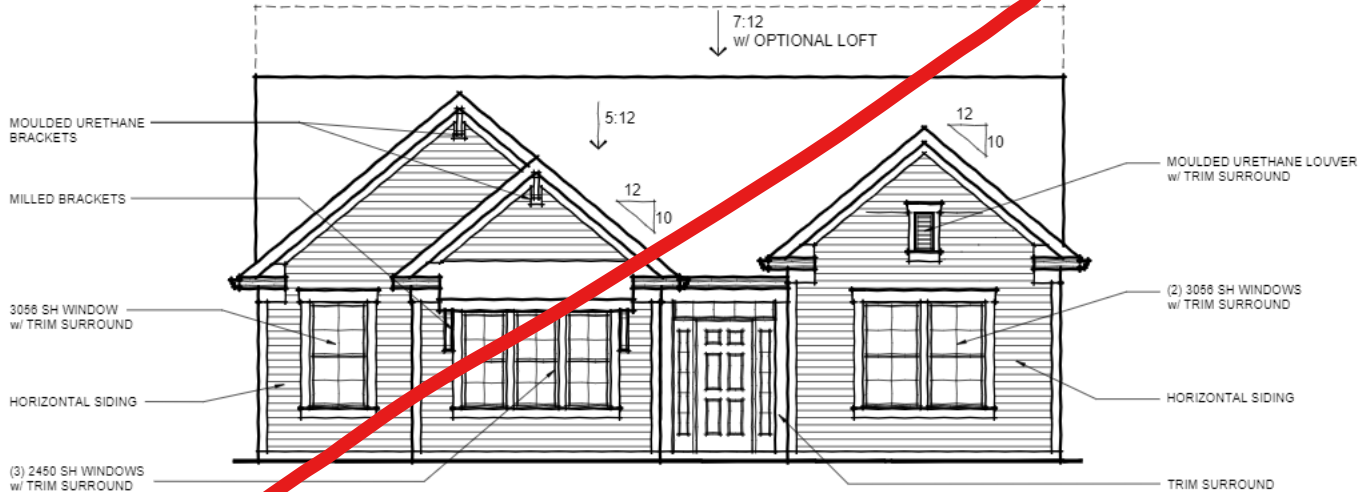 7:12
w/ OPTIONAL LOFT
MOULDED URETHANE
BRACKETS
5:12
12
10
MOULDED URETHANE LOUVER
w/ TRIM SURROUND
MILLED BRACKETS
12
10
3056 SH WINDOW
w/ TRIM SURROUND
(2) 3056 SH WINDOWS
w/ TRIM SURROUND
HORIZONTAL SIDING
HORIZONTAL SIDING
(3) 2450 SH WINDOWS
w/ TRIM SURROUND
TRIM SURROUND